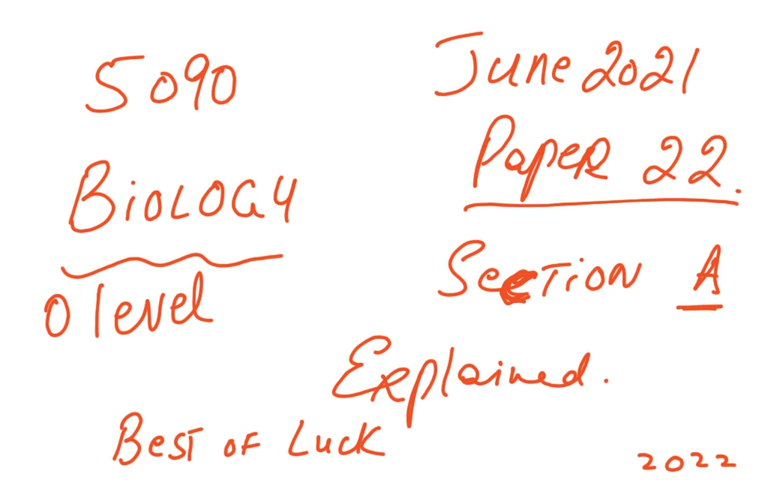 5090
BIOLOGY
O level
June 2021
PAPER 22.
SECTION A
Explained.
BEST OF LUCK
2022